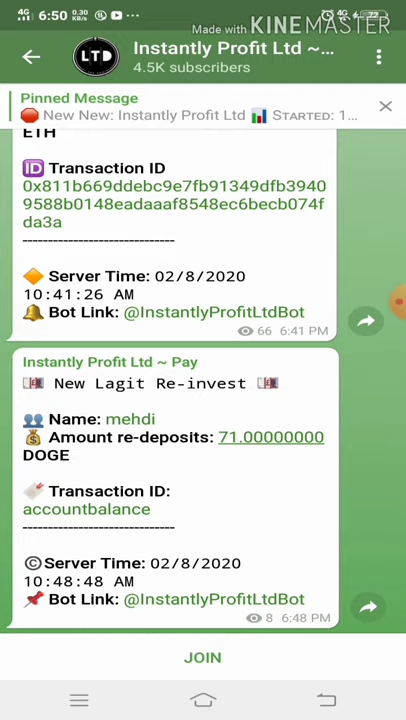 6:50 0.30 KB/s 4G 72
Made with KINEMASTER
LTD
Instantly Profit Ltd ~...
4.5K subscribers
Pinned Message
New New: Instantly Profit Ltd 📊 STARTED: 1...
ETH
🆔 Transaction ID
0x811b669ddebc9e7fb91349dfb3940
9588b0148eadaaaf8548ec6becb074f
da3a
------------------------------
🔶 Server Time: 02/8/2020
10:41:26 AM
🔔 Bot Link: @InstantlyProfitLtdBot
66 6:41 PM
Instantly Profit Ltd ~ Pay
💷 New Lagit Re-invest 💷
👥 Name: mehdi
💰 Amount re-deposits: 71.00000000
DOGE
🏷 Transaction ID:
accountbalance
------------------------------
©Server Time: 02/8/2020
10:48:48 AM
📌 Bot Link: @InstantlyProfitLtdBot
8 6:48 PM
JOIN